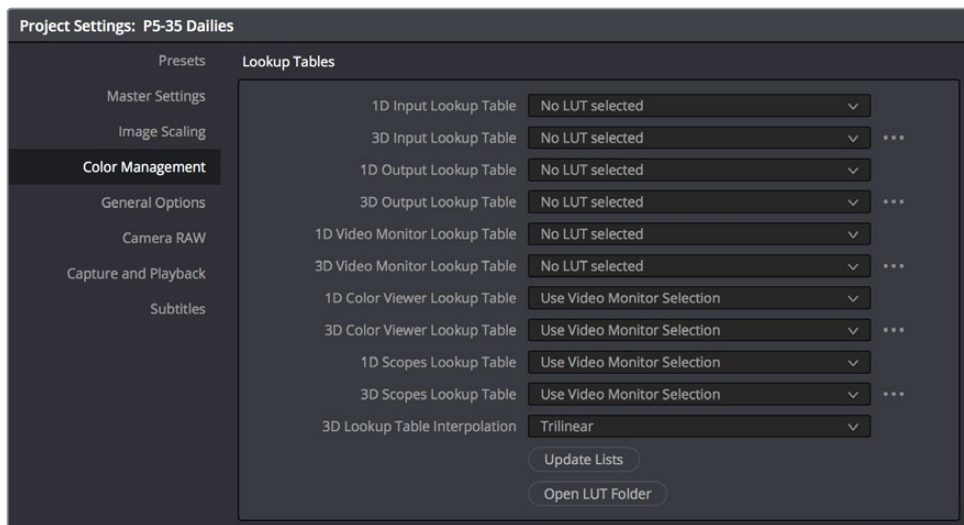 Project Settings: P5-35 Dailies
Presets
Master Settings
Image Scaling
Color Management
General Options
Camera RAW
Capture and Playback
Subtitles
Lookup Tables
1D Input Lookup Table No LUT selected
3D Input Lookup Table No LUT selected
1D Output Lookup Table No LUT selected
3D Output Lookup Table No LUT selected
1D Video Monitor Lookup Table No LUT selected
3D Video Monitor Lookup Table No LUT selected
1D Color Viewer Lookup Table Use Video Monitor Selection
3D Color Viewer Lookup Table Use Video Monitor Selection
1D Scopes Lookup Table Use Video Monitor Selection
3D Scopes Lookup Table Use Video Monitor Selection
3D Lookup Table Interpolation Trilinear
Update Lists
Open LUT Folder